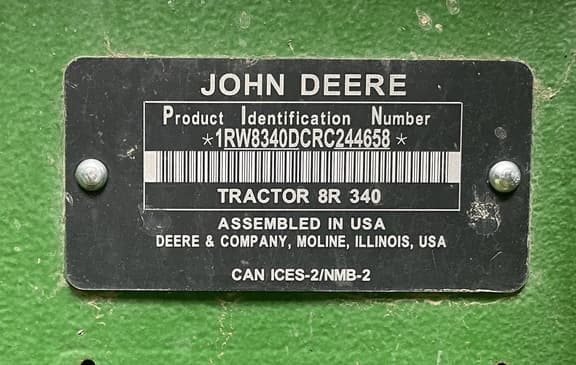 JOHN DEERE
Product Identification Number
*1RW8340DCRC244658*
TRACTOR 8R 340
ASSEMBLED IN USA
DEERE & COMPANY, MOLINE, ILLINOIS, USA
CAN ICES-2/NMB-2